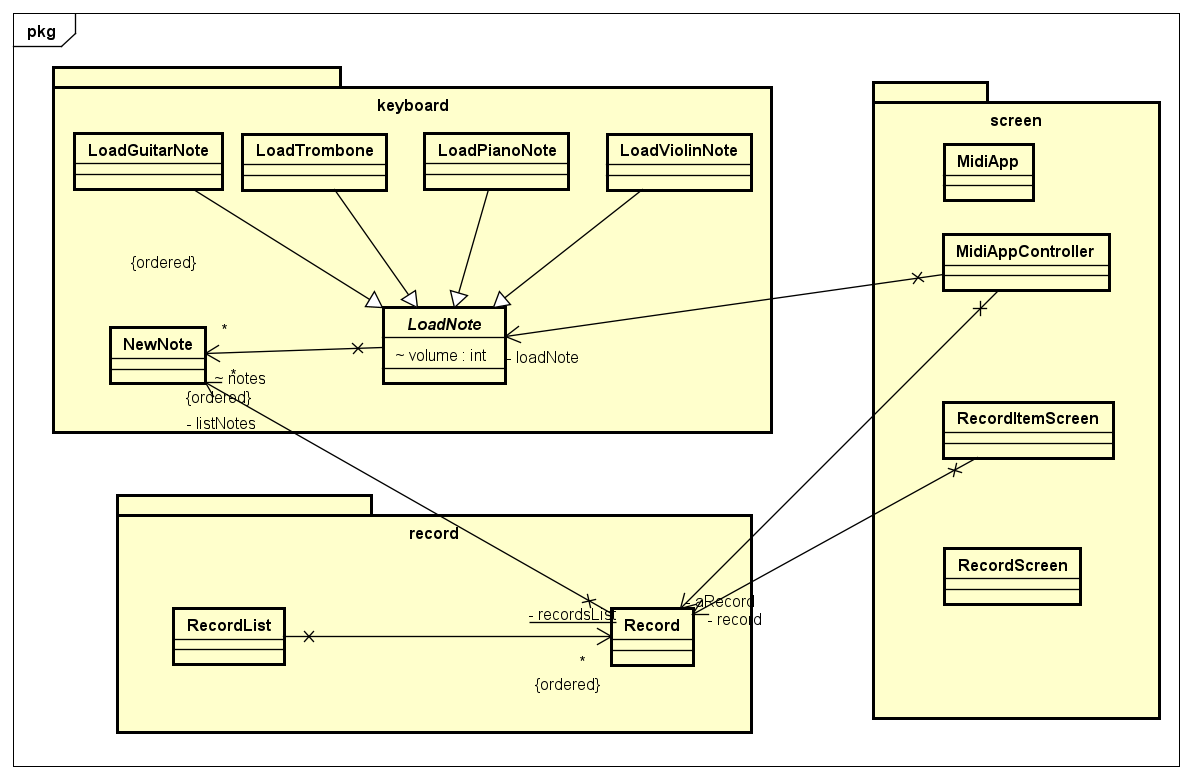 pkg
keyboard
screen
LoadGuitarNote
LoadTrombone
LoadPianoNote
LoadViolinNote
MidiApp
MidiAppController
{ordered}
LoadNote
*
NewNote
~ volume : int
- loadNote
*
~ notes
{ordered}
- listNotes
RecordItemScreen
record
RecordScreen
- aRecord
- recordsList
- record
RecordList
Record
*
{ordered}